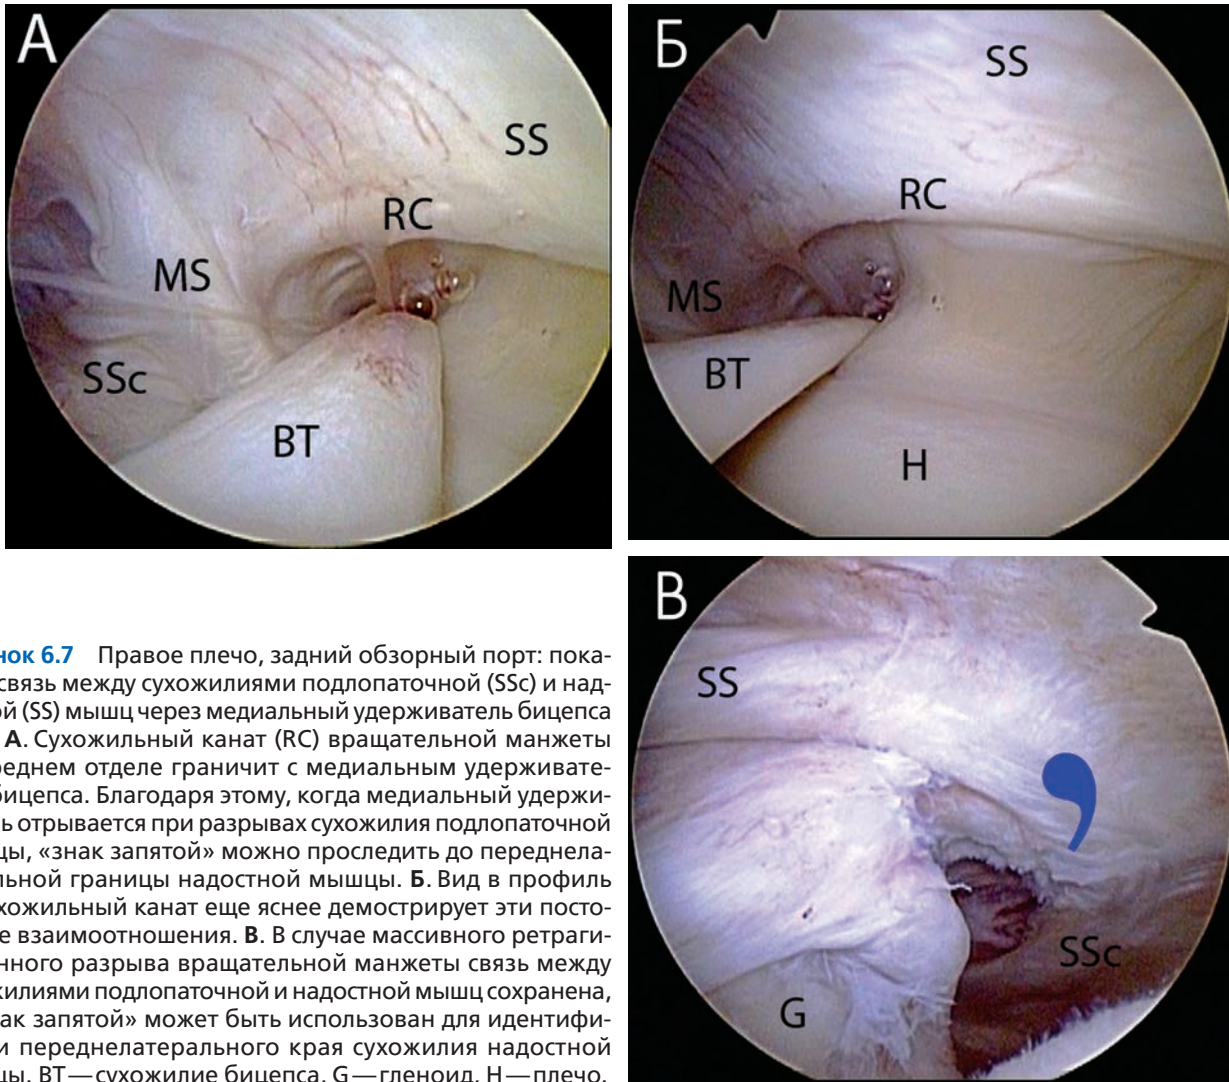 А
SS
RC
MS
SSc
BT
Б
SS
RC
MS
BT
H
В
SS
SSc
G
нок 6.7 Правое плечо, задний обзорный порт: пока-
связь между сухожилиями подлопаточной (SSc) и над-
ой (SS) мышц через медиальный удерживатель бицепса
А. Сухожильный канат (RC) вращательной манжеты
реднем отделе граничит с медиальным удерживате-
бицепса. Благодаря этому, когда медиальный удержи-
ь отрывается при разрывах сухожилия подлопаточной
цы, «знак запятой» можно проследить до переднела-
льной границы надостной мышцы. Б. Вид в профиль
хожильный канат еще яснее демострирует эти посто-
е взаимоотношения. В. В случае массивного ретраги-
нного разрыва вращательной манжеты связь между
жилиями подлопаточной и надостной мышц сохранена,
ак запятой» может быть использован для идентифи-
и переднелатерального края сухожилия надостной
цы. BT—сухожилие бицепса, G—гленоид, H—плечо.